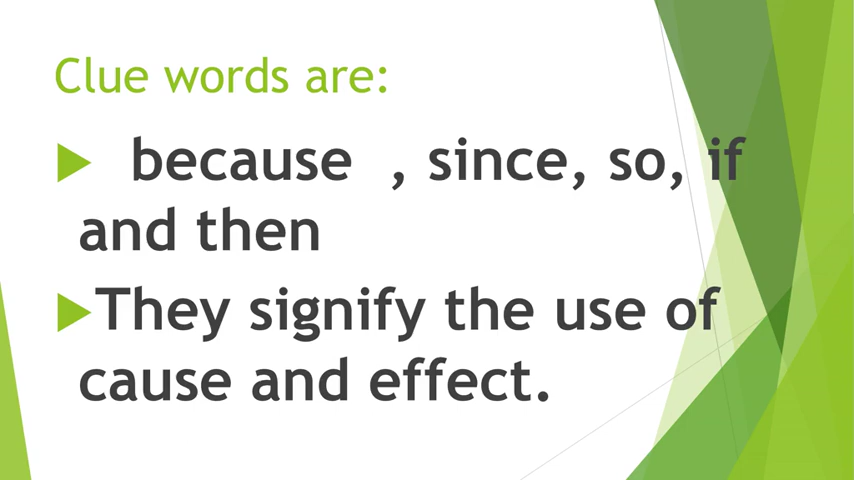 Clue words are:
because , since, so, if
and then
They signify the use of
cause and effect.